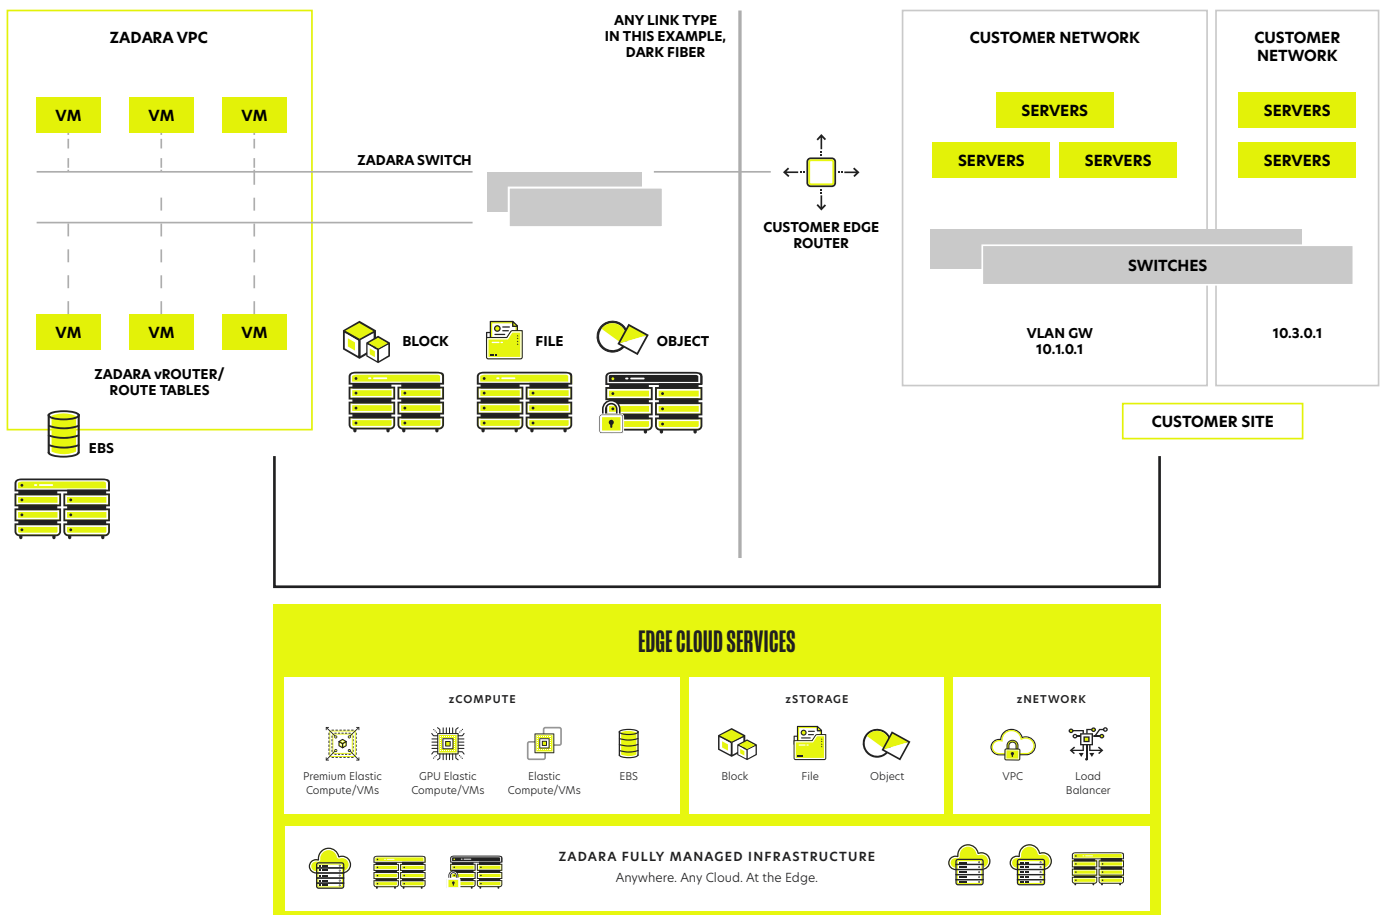 ZADARA VPC
VM
VM
VM
VM
VM
VM
ZADARA vROUTER/
ROUTE TABLES
EBS
ANY LINK TYPE
IN THIS EXAMPLE,
DARK FIBER
ZADARA SWITCH
BLOCK
FILE
OBJECT
CUSTOMER EDGE
ROUTER
CUSTOMER NETWORK
SERVERS
SERVERS
SERVERS
CUSTOMER
NETWORK
SERVERS
SERVERS
SWITCHES
VLAN GW
10.1.0.1
10.3.0.1
CUSTOMER SITE
EDGE CLOUD SERVICES
zCOMPUTE
Premium Elastic
Compute/VMs
GPU Elastic
Compute/VMs
Elastic
Compute/VMs
EBS
zSTORAGE
Block
File
Object
zNETWORK
VPC
Load
Balancer
ZADARA FULLY MANAGED INFRASTRUCTURE
Anywhere. Any Cloud. At the Edge.